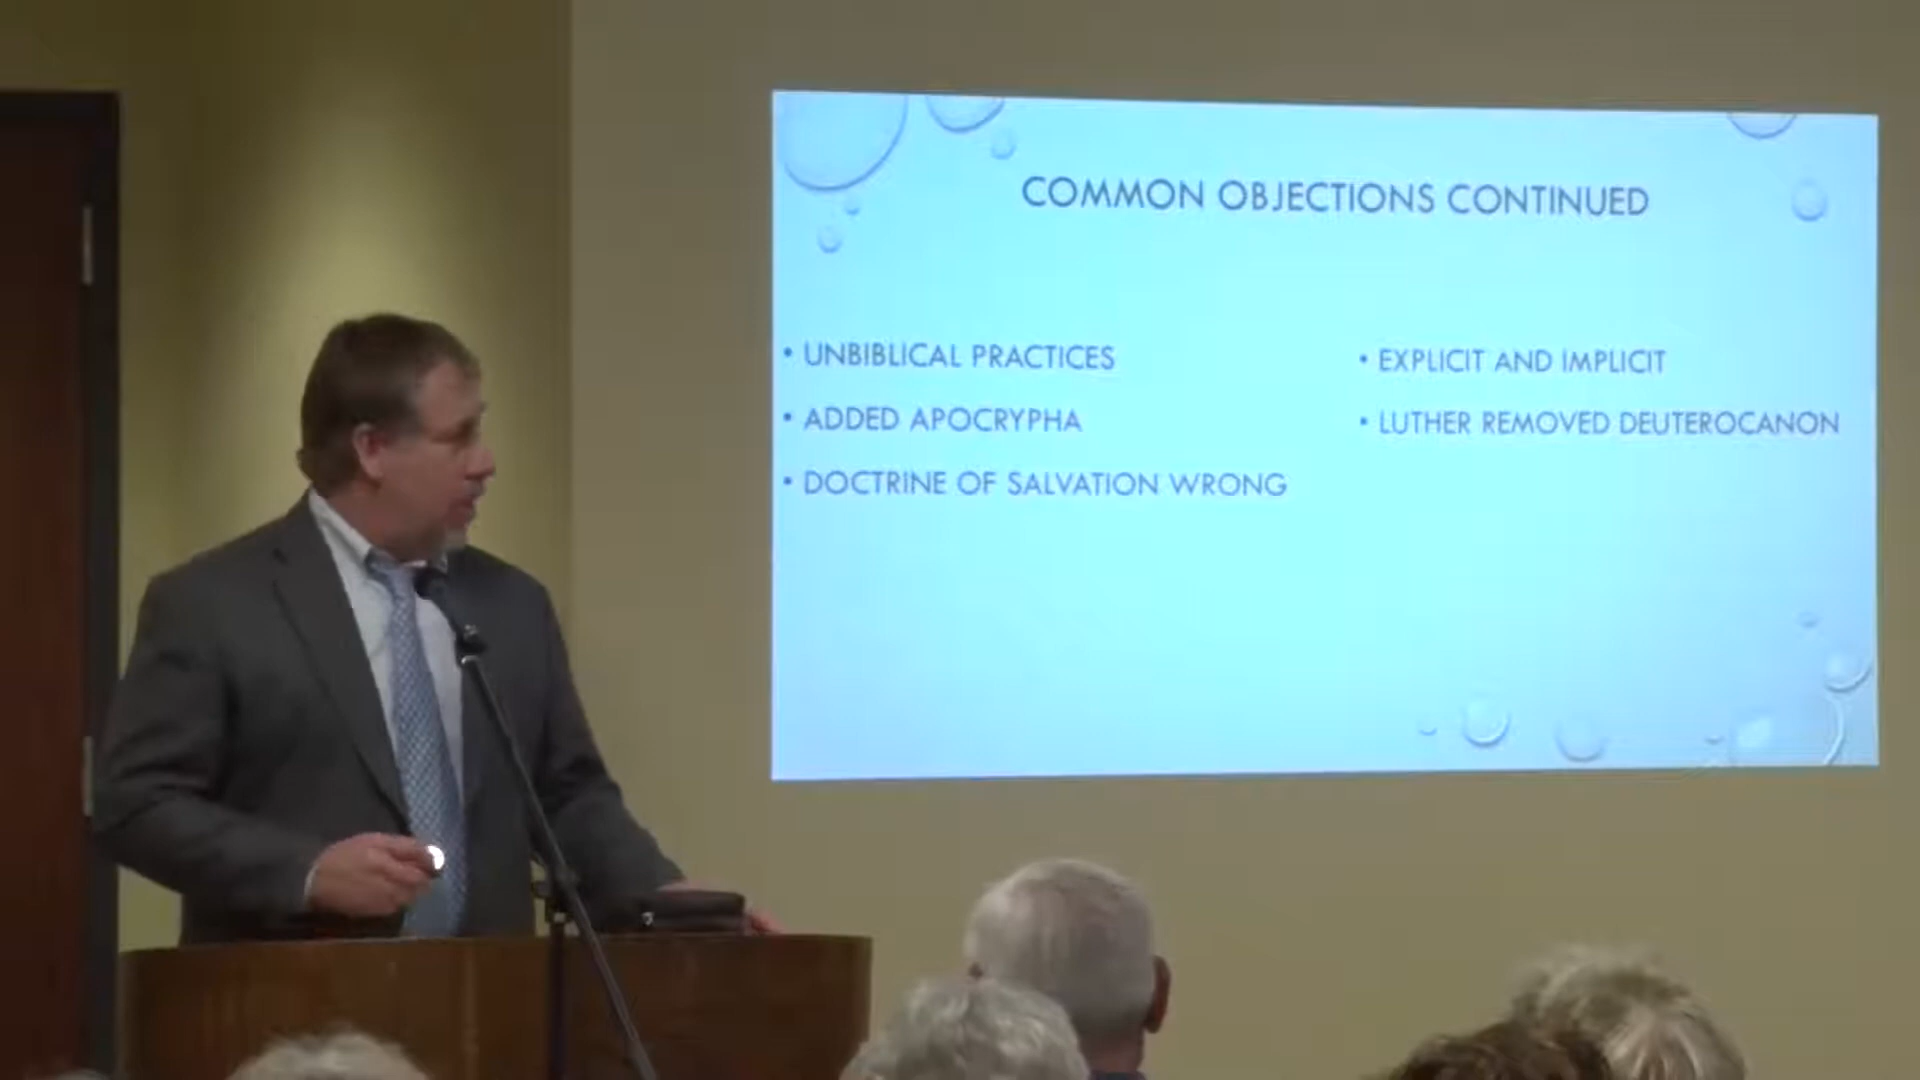 COMMON OBJECTIONS CONTINUED
• UNBIBLICAL PRACTICES
• ADDED APOCRYPHA
• DOCTRINE OF SALVATION WRONG
• EXPLICIT AND IMPLICIT
• LUTHER REMOVED DEUTEROCANON